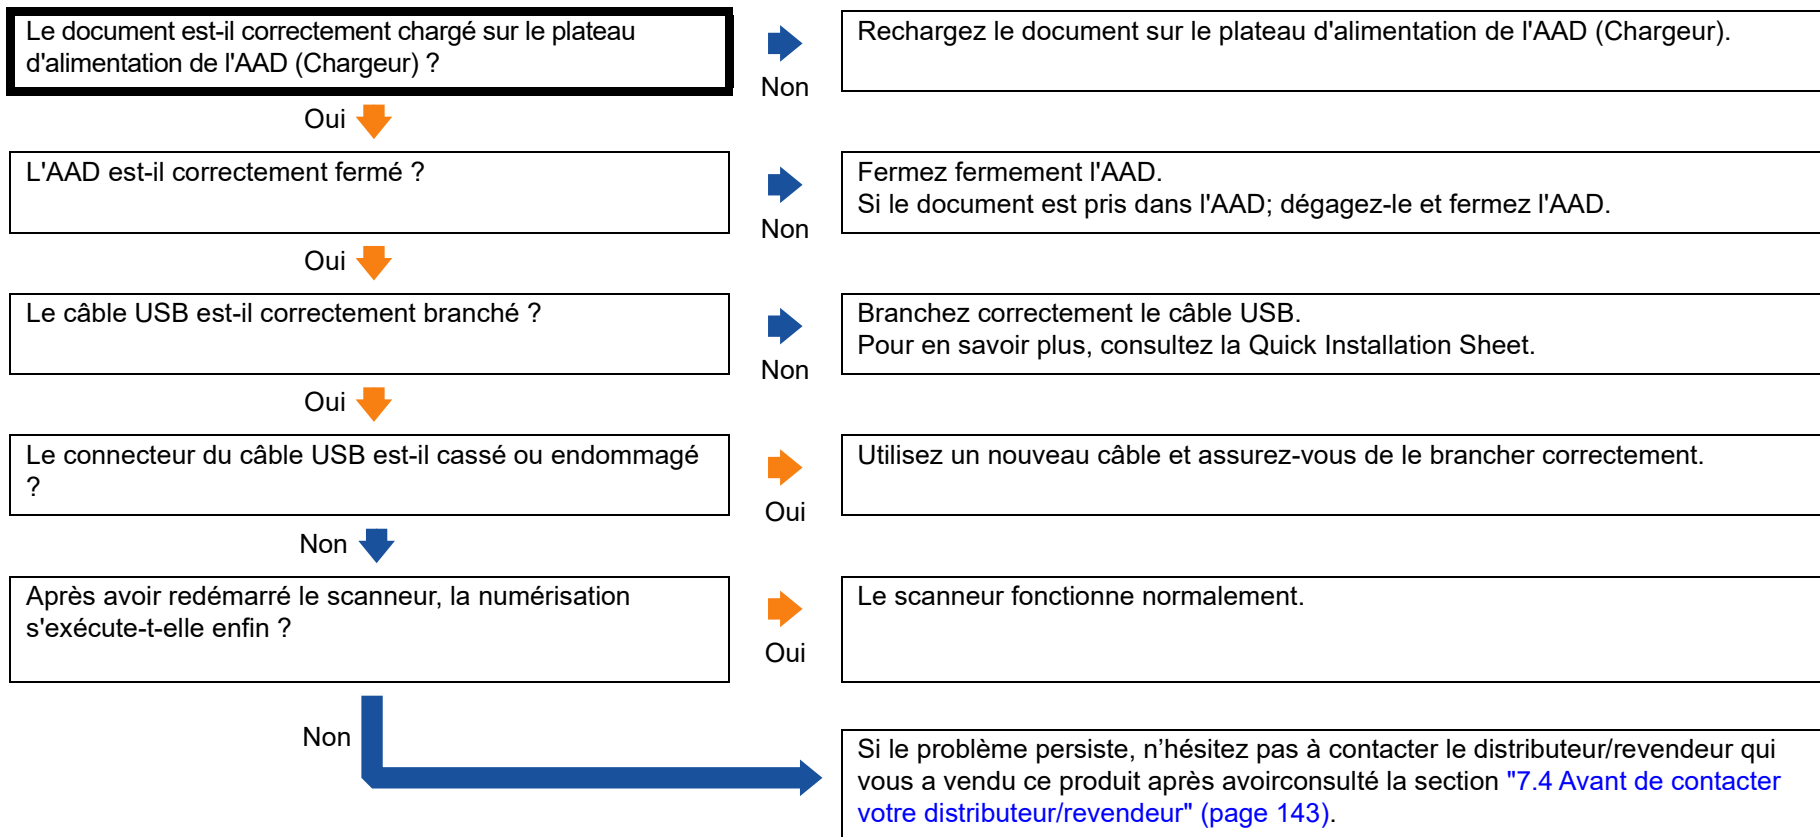 Le document est-il correctement chargé sur le plateau
d'alimentation de l'AAD (Chargeur) ?
Non
Rechargez le document sur le plateau d'alimentation de l'AAD (Chargeur).
Oui
L'AAD est-il correctement fermé ?
Non
Fermez fermement l'AAD.
Si le document est pris dans l'AAD; dégagez-le et fermez l'AAD.
Oui
Le câble USB est-il correctement branché ?
Non
Branchez correctement le câble USB.
Pour en savoir plus, consultez la Quick Installation Sheet.
Oui
Le connecteur du câble USB est-il cassé ou endommagé
?
Oui
Utilisez un nouveau câble et assurez-vous de le brancher correctement.
Non
Après avoir redémarré le scanneur, la numérisation
s'exécute-t-elle enfin ?
Oui
Le scanneur fonctionne normalement.
Non
Si le problème persiste, n’hésitez pas à contacter le distributeur/revendeur qui
vous a vendu ce produit après avoirconsulté la section "7.4 Avant de contacter
votre distributeur/revendeur" (page 143).